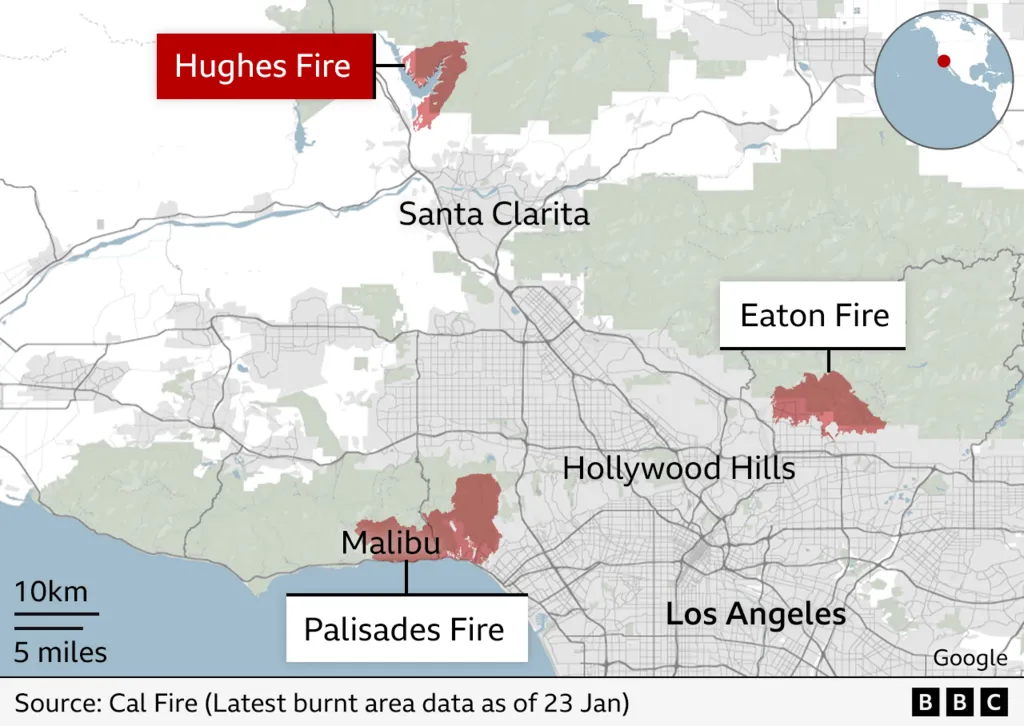 Hughes Fire
Santa Clarita
Eaton Fire
Hollywood Hills
Malibu
Palisades Fire
Los Angeles
10km
5 miles
Google
Source: Cal Fire (Latest burnt area data as of 23 Jan)
BBC